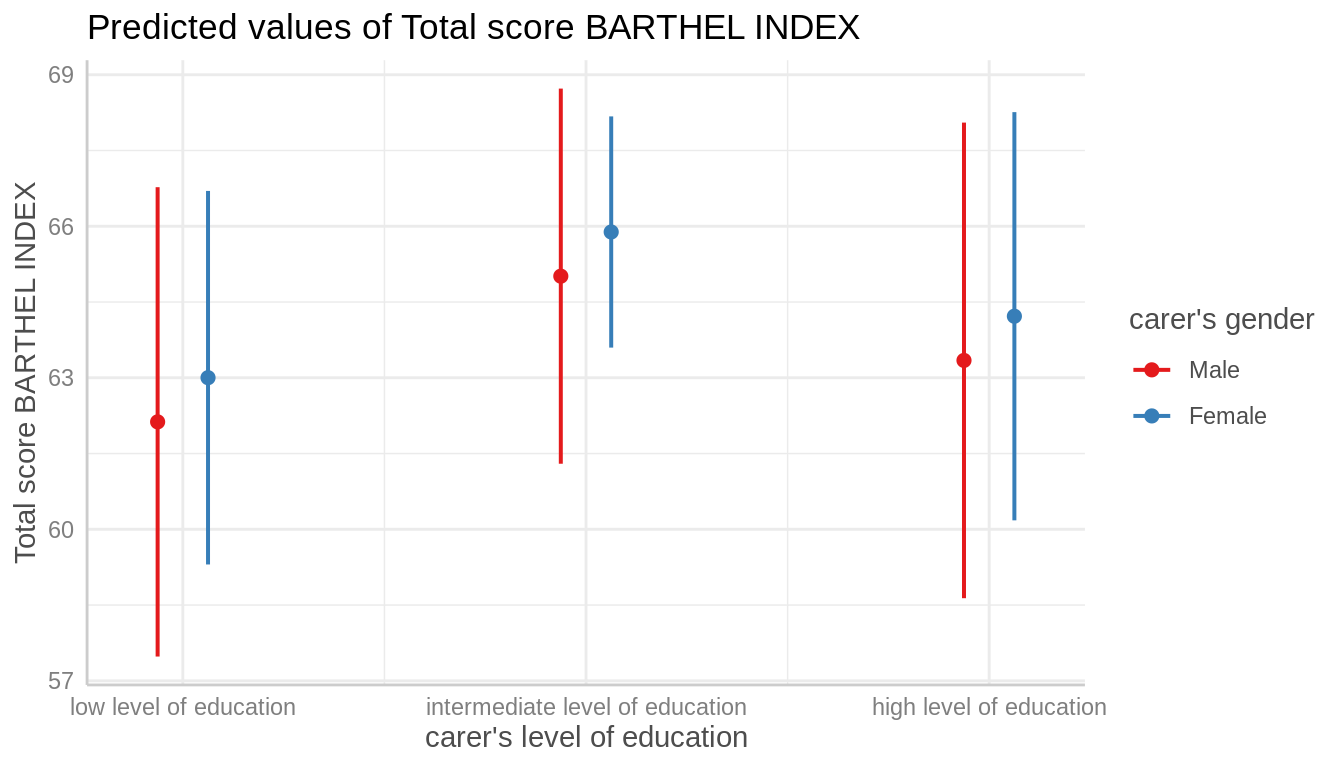 Predicted values of Total score BARTHEL INDEX
Total score BARTHEL INDEX
69
66
63
60
57
low level of education
intermediate level of education
high level of education
carer's level of education
carer's gender
Male
Female